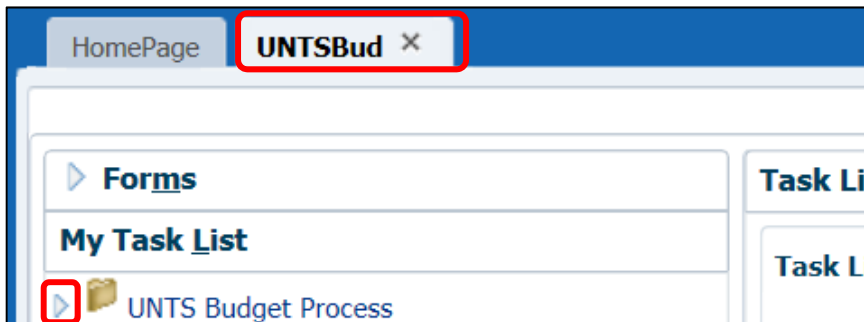 HomePage UNTSBud ×
Forms
My Task List
UNTS Budget Process
Task Li
Task L